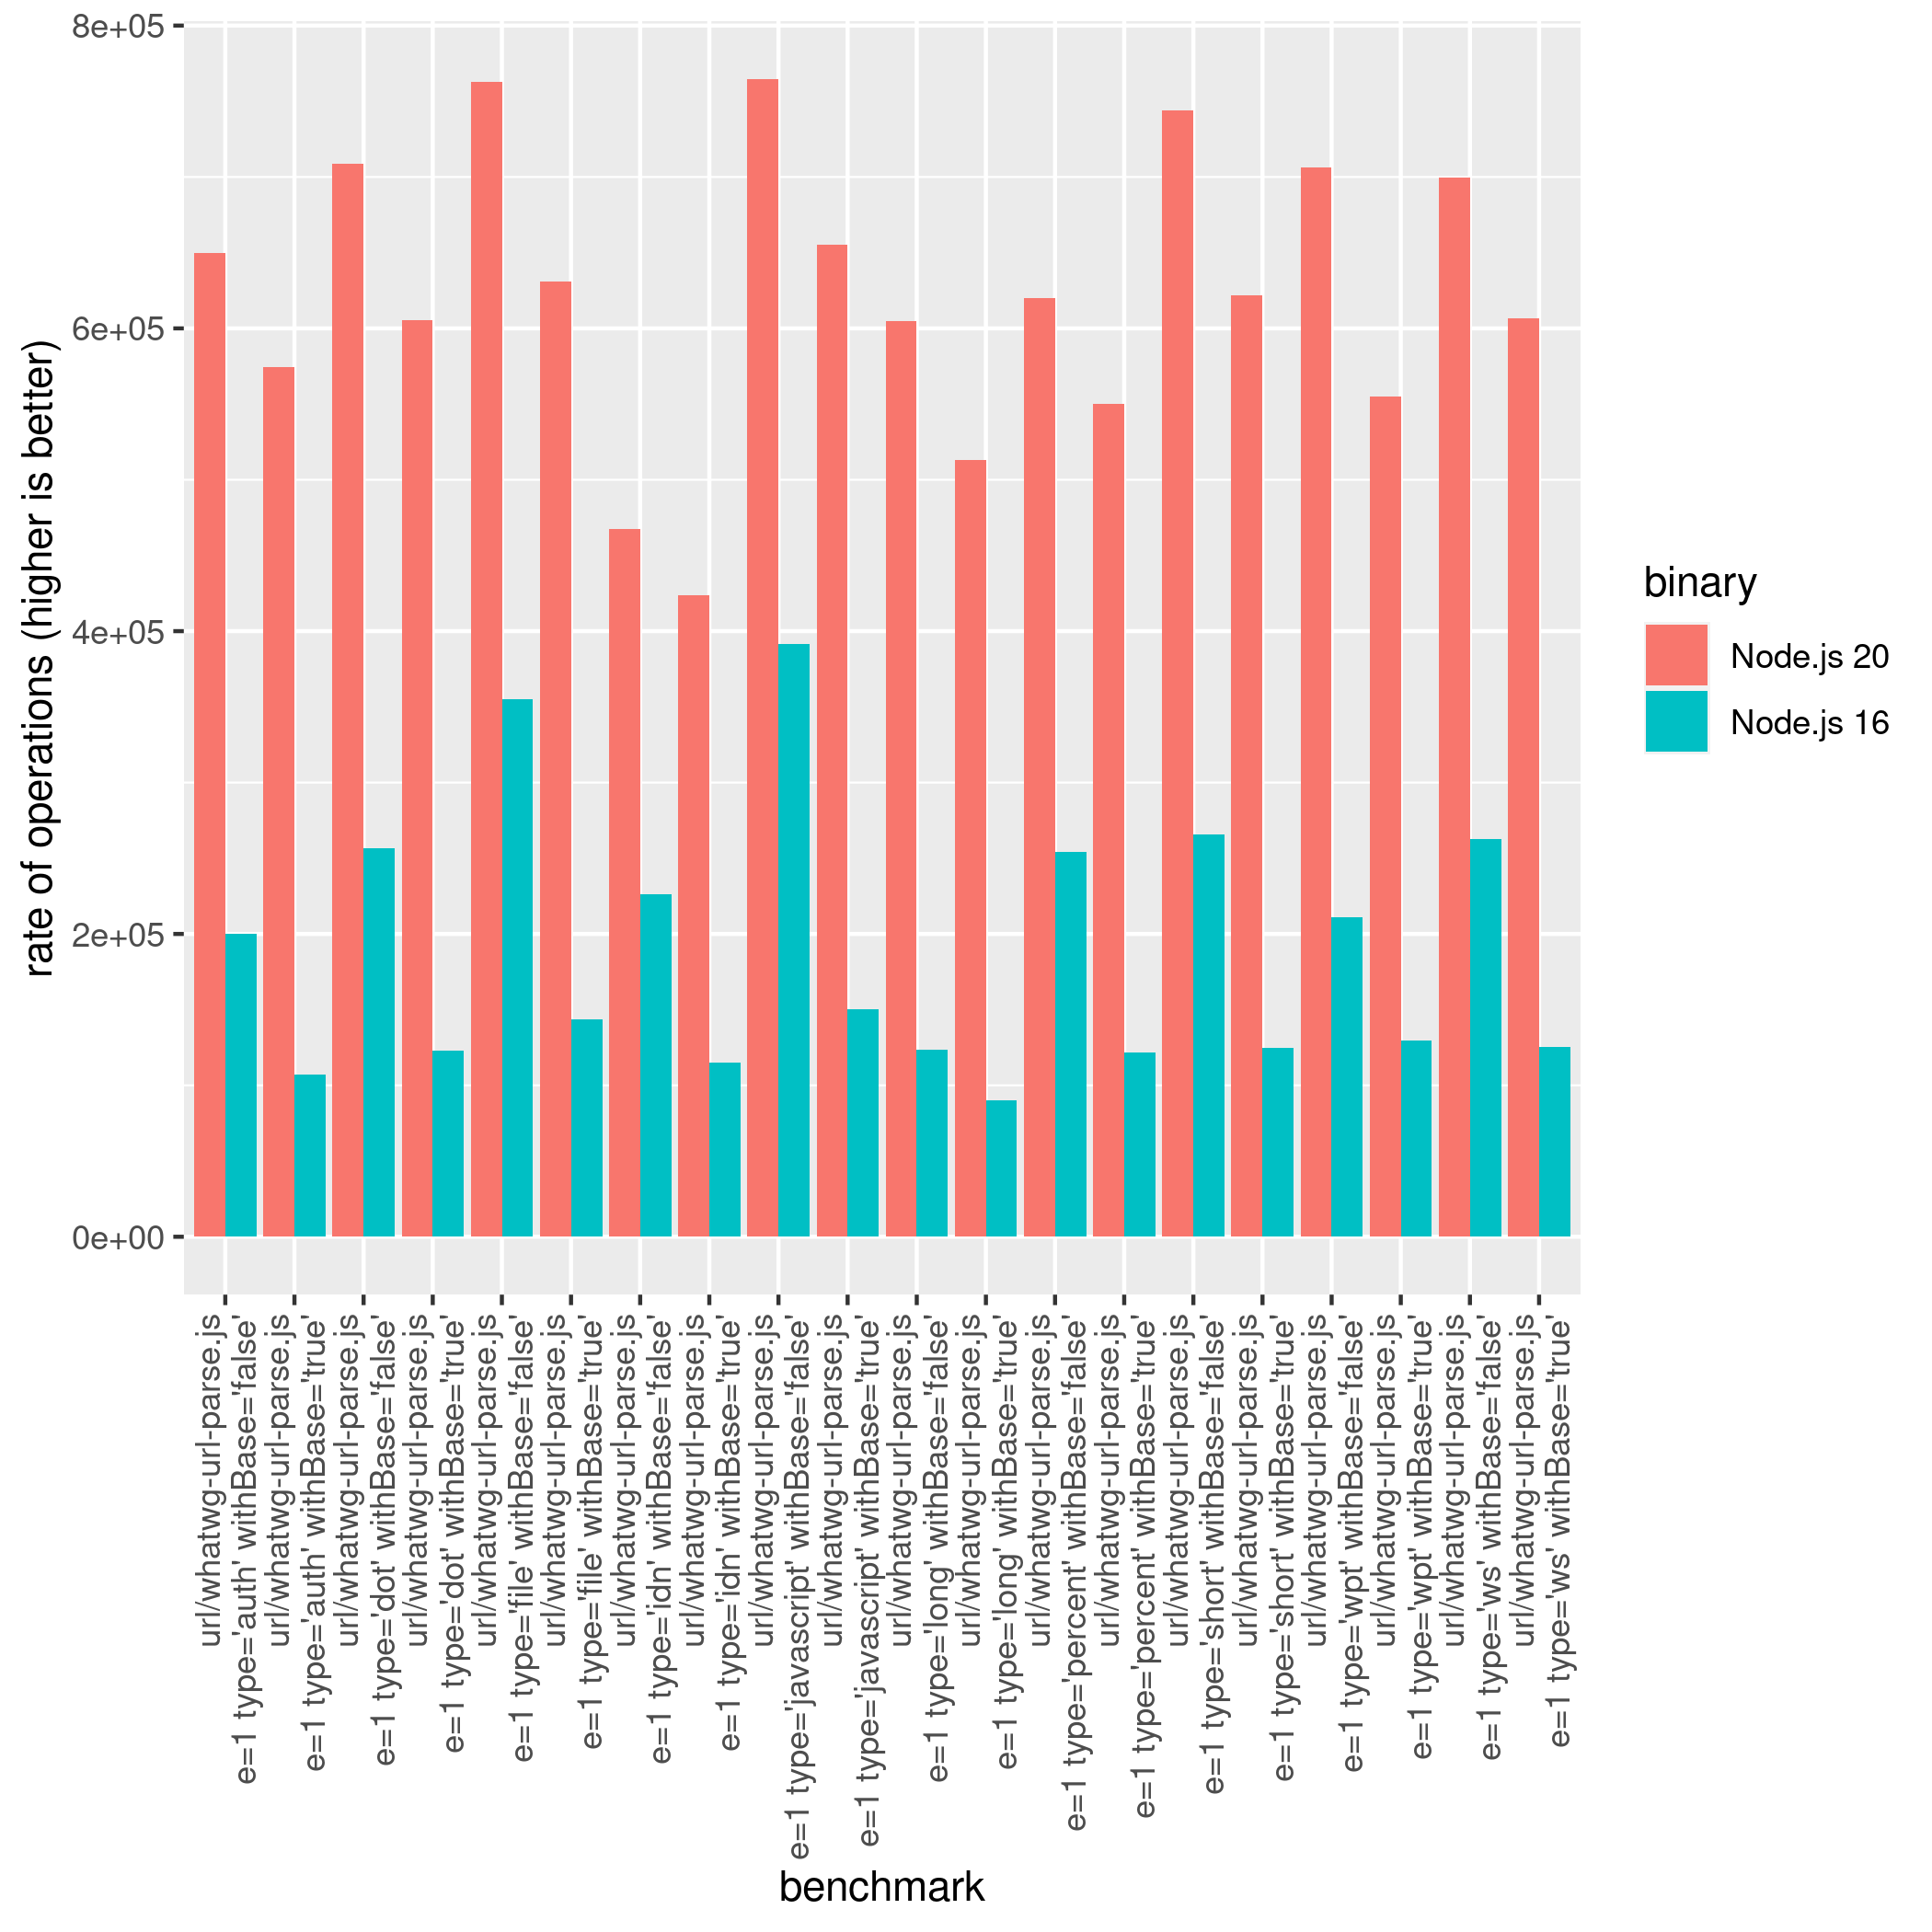 8e+05
6e+05
4e+05
2e+05
0e+00
rate of operations (higher is better)
url/whatwg-url-parse.js
e=1 type='auth' withBase='false'
url/whatwg-url-parse.js
e=1 type='auth' withBase='true'
url/whatwg-url-parse.js
e=1 type='dot' withBase='false'
url/whatwg-url-parse.js
e=1 type='dot' withBase='true'
url/whatwg-url-parse.js
e=1 type='file' withBase='false'
url/whatwg-url-parse.js
e=1 type='file' withBase='true'
url/whatwg-url-parse.js
e=1 type='idn' withBase='false'
url/whatwg-url-parse.js
e=1 type='idn' withBase='true'
url/whatwg-url-parse.js
e=1 type='javascript' withBase='false'
url/whatwg-url-parse.js
e=1 type='javascript' withBase='true'
url/whatwg-url-parse.js
e=1 type='long' withBase='false'
url/whatwg-url-parse.js
e=1 type='long' withBase='true'
url/whatwg-url-parse.js
e=1 type='percent' withBase='false'
url/whatwg-url-parse.js
e=1 type='percent' withBase='true'
url/whatwg-url-parse.js
e=1 type='short' withBase='false'
url/whatwg-url-parse.js
e=1 type='short' withBase='true'
url/whatwg-url-parse.js
e=1 type='wpt' withBase='false'
url/whatwg-url-parse.js
e=1 type='wpt' withBase='true'
url/whatwg-url-parse.js
e=1 type='ws' withBase='false'
url/whatwg-url-parse.js
e=1 type='ws' withBase='true'
benchmark
binary
Node.js 20
Node.js 16